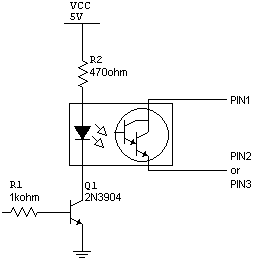 VCC
5V
R2
470ohm
PIN1
PIN2
or
PIN3
R1
1kohm
Q1
2N3904